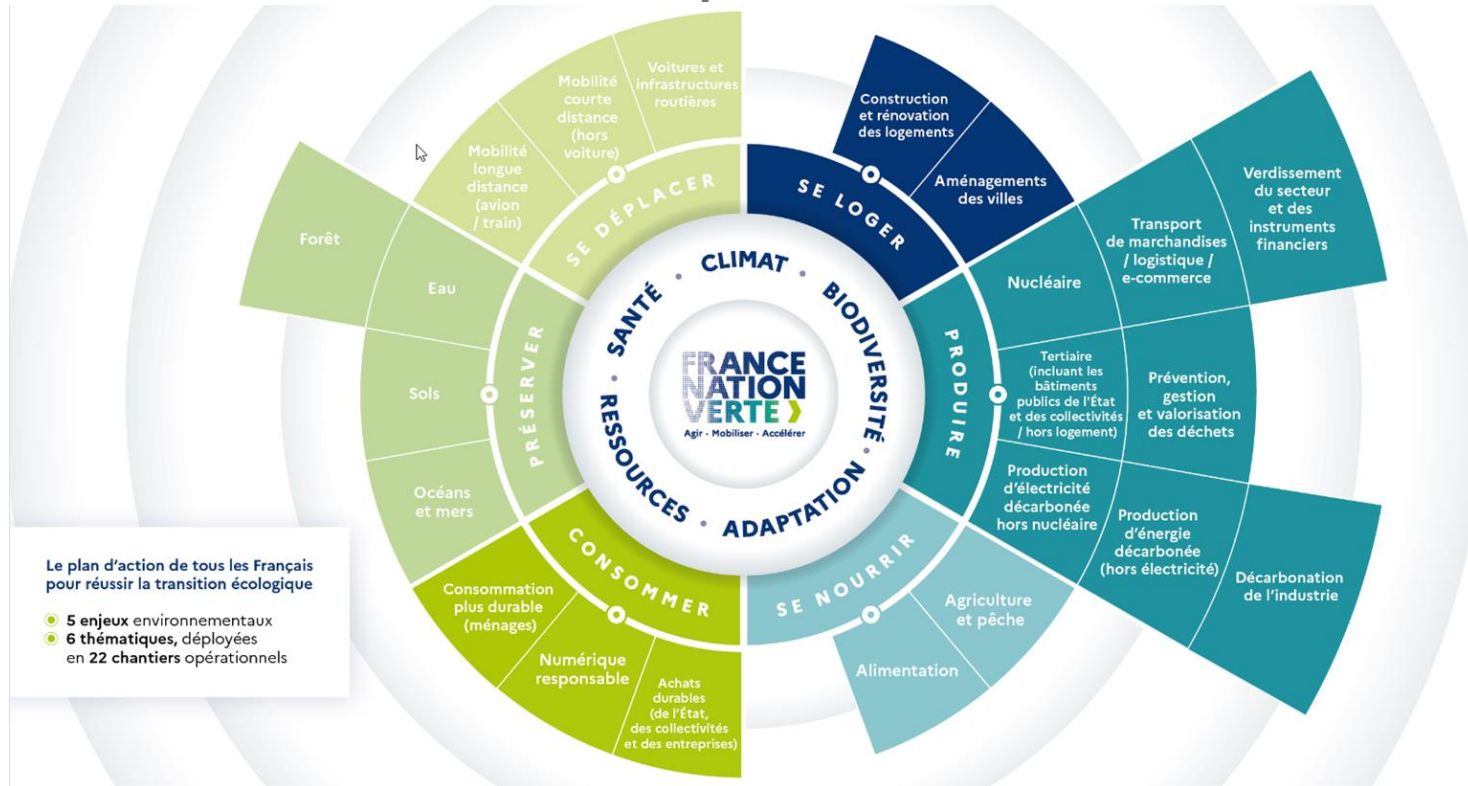 Voitures et
infrastructures
routières
Mobilité
courte
distance
(hors
voiture)
Mobilité
longue
distance
(avion
/ train)
SE DÉPLACER
Construction
et rénovation
des logements
Aménagements
des villes
SE LOGER
Verdissement
du secteur
et des
instruments
financiers
Transport
de marchandises
/ logistique /
e-commerce
Nucléaire
Tertiaire
(incluant les
bâtiments
publics de l'État
et des collectivités
/ hors logement)
Prévention,
gestion
et valorisation
des déchets
Production
d'électricité
décarbonée
hors nucléaire
Production
d'énergie
décarbonée
(hors électricité)
Décarbonation
de l'industrie
PRODUIRE
Forêt
Eau
Sols
Océans
et mers
PRÉSERVER
SANTÉ · CLIMAT · BIODIVERSITÉ · ADAPTATION · RESSOURCES ·
FRANCE
NATION
VERTE
Agir · Mobiliser · Accélérer
CONSOMMER
Consommation
plus durable
(ménages)
Numérique
responsable
Achats
durables
(de l'État,
des collectivités
et des entreprises)
SE NOURRIR
Agriculture
et pêche
Alimentation
Le plan d'action de tous les Français
pour réussir la transition écologique
5 enjeux environnementaux
6 thématiques, déployées
en 22 chantiers opérationnels